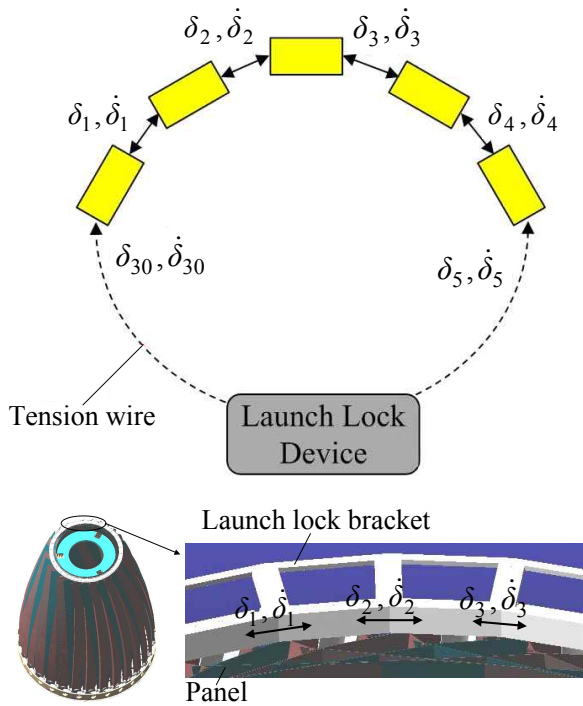 δ₂, δ̇₂
δ₃, δ̇₃
δ₁, δ̇₁
δ₄, δ̇₄
δ₃₀, δ̇₃₀
δ₅, δ̇₅
Tension wire
Launch Lock
Device
Launch lock bracket
δ₁, δ̇₁
δ₂, δ̇₂
δ₃, δ̇₃
Panel